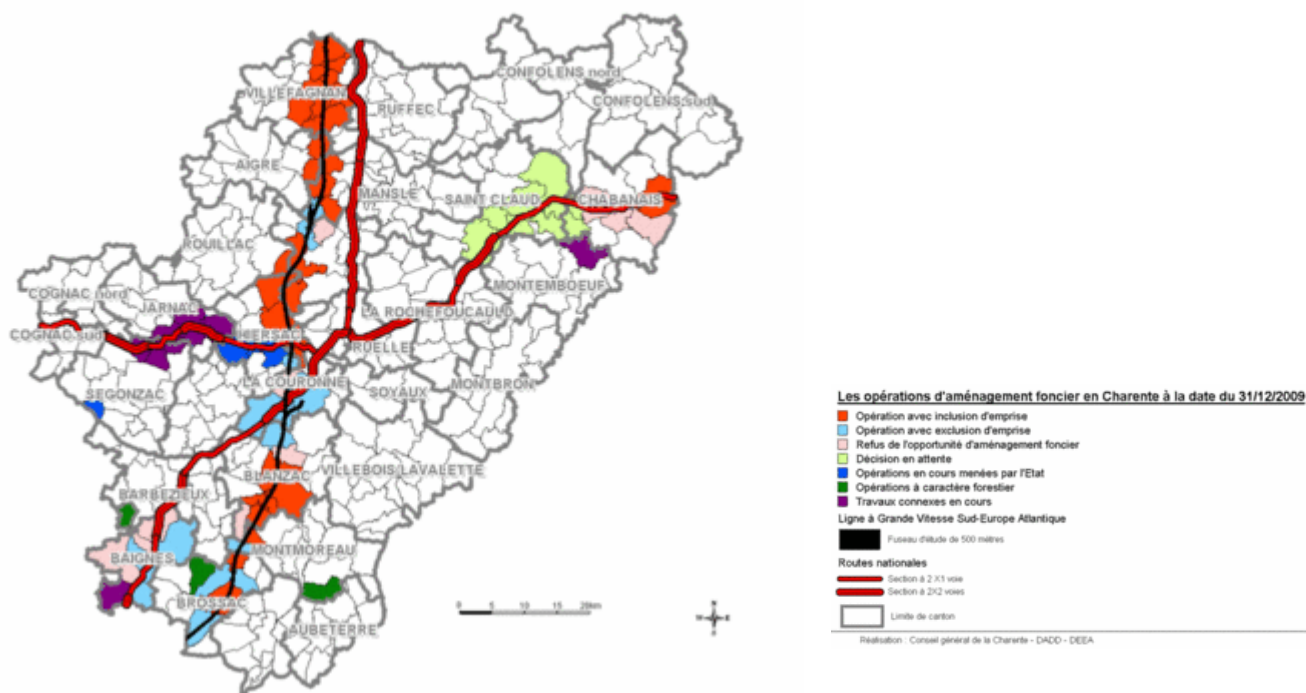 CONFOLENS nord
CONFOLENS sud
VILLEFAGNAN
RUFFEC
AIGRE
MANSLE
SAINT CLAUD
CHABANAIS
ROUILLAC
MONTEMBOEUF
COGNAC nord
JARNAC
LA ROCHEFOUCAULD
COGNAC sud
HIERSAC
RUELLE
LA COURONNE
SOYAUX
MONTBRON
SEGONZAC
VILLEBOIS LAVALETTE
BLANZAC
BARBEZIEUX
BAIGNES
MONTMOREAU
BROSSAC
AUBETERRE
0 5 10 15 20km
N
W E
S
Les opérations d'aménagement foncier en Charente à la date du 31/12/2009
Opération avec inclusion d'emprise
Opération avec exclusion d'emprise
Refus de l'opportunité d'aménagement foncier
Décision en attente
Opérations en cours menées par l'Etat
Opérations à caractère forestier
Travaux connexes en cours
Ligne à Grande Vitesse Sud-Europe Atlantique
Fuseau d'étude de 500 mètres
Routes nationales
Section à 2 X1 voie
Section à 2X2 voies
Limite de canton
Réalisation : Conseil général de la Charente - DADD - DEEA